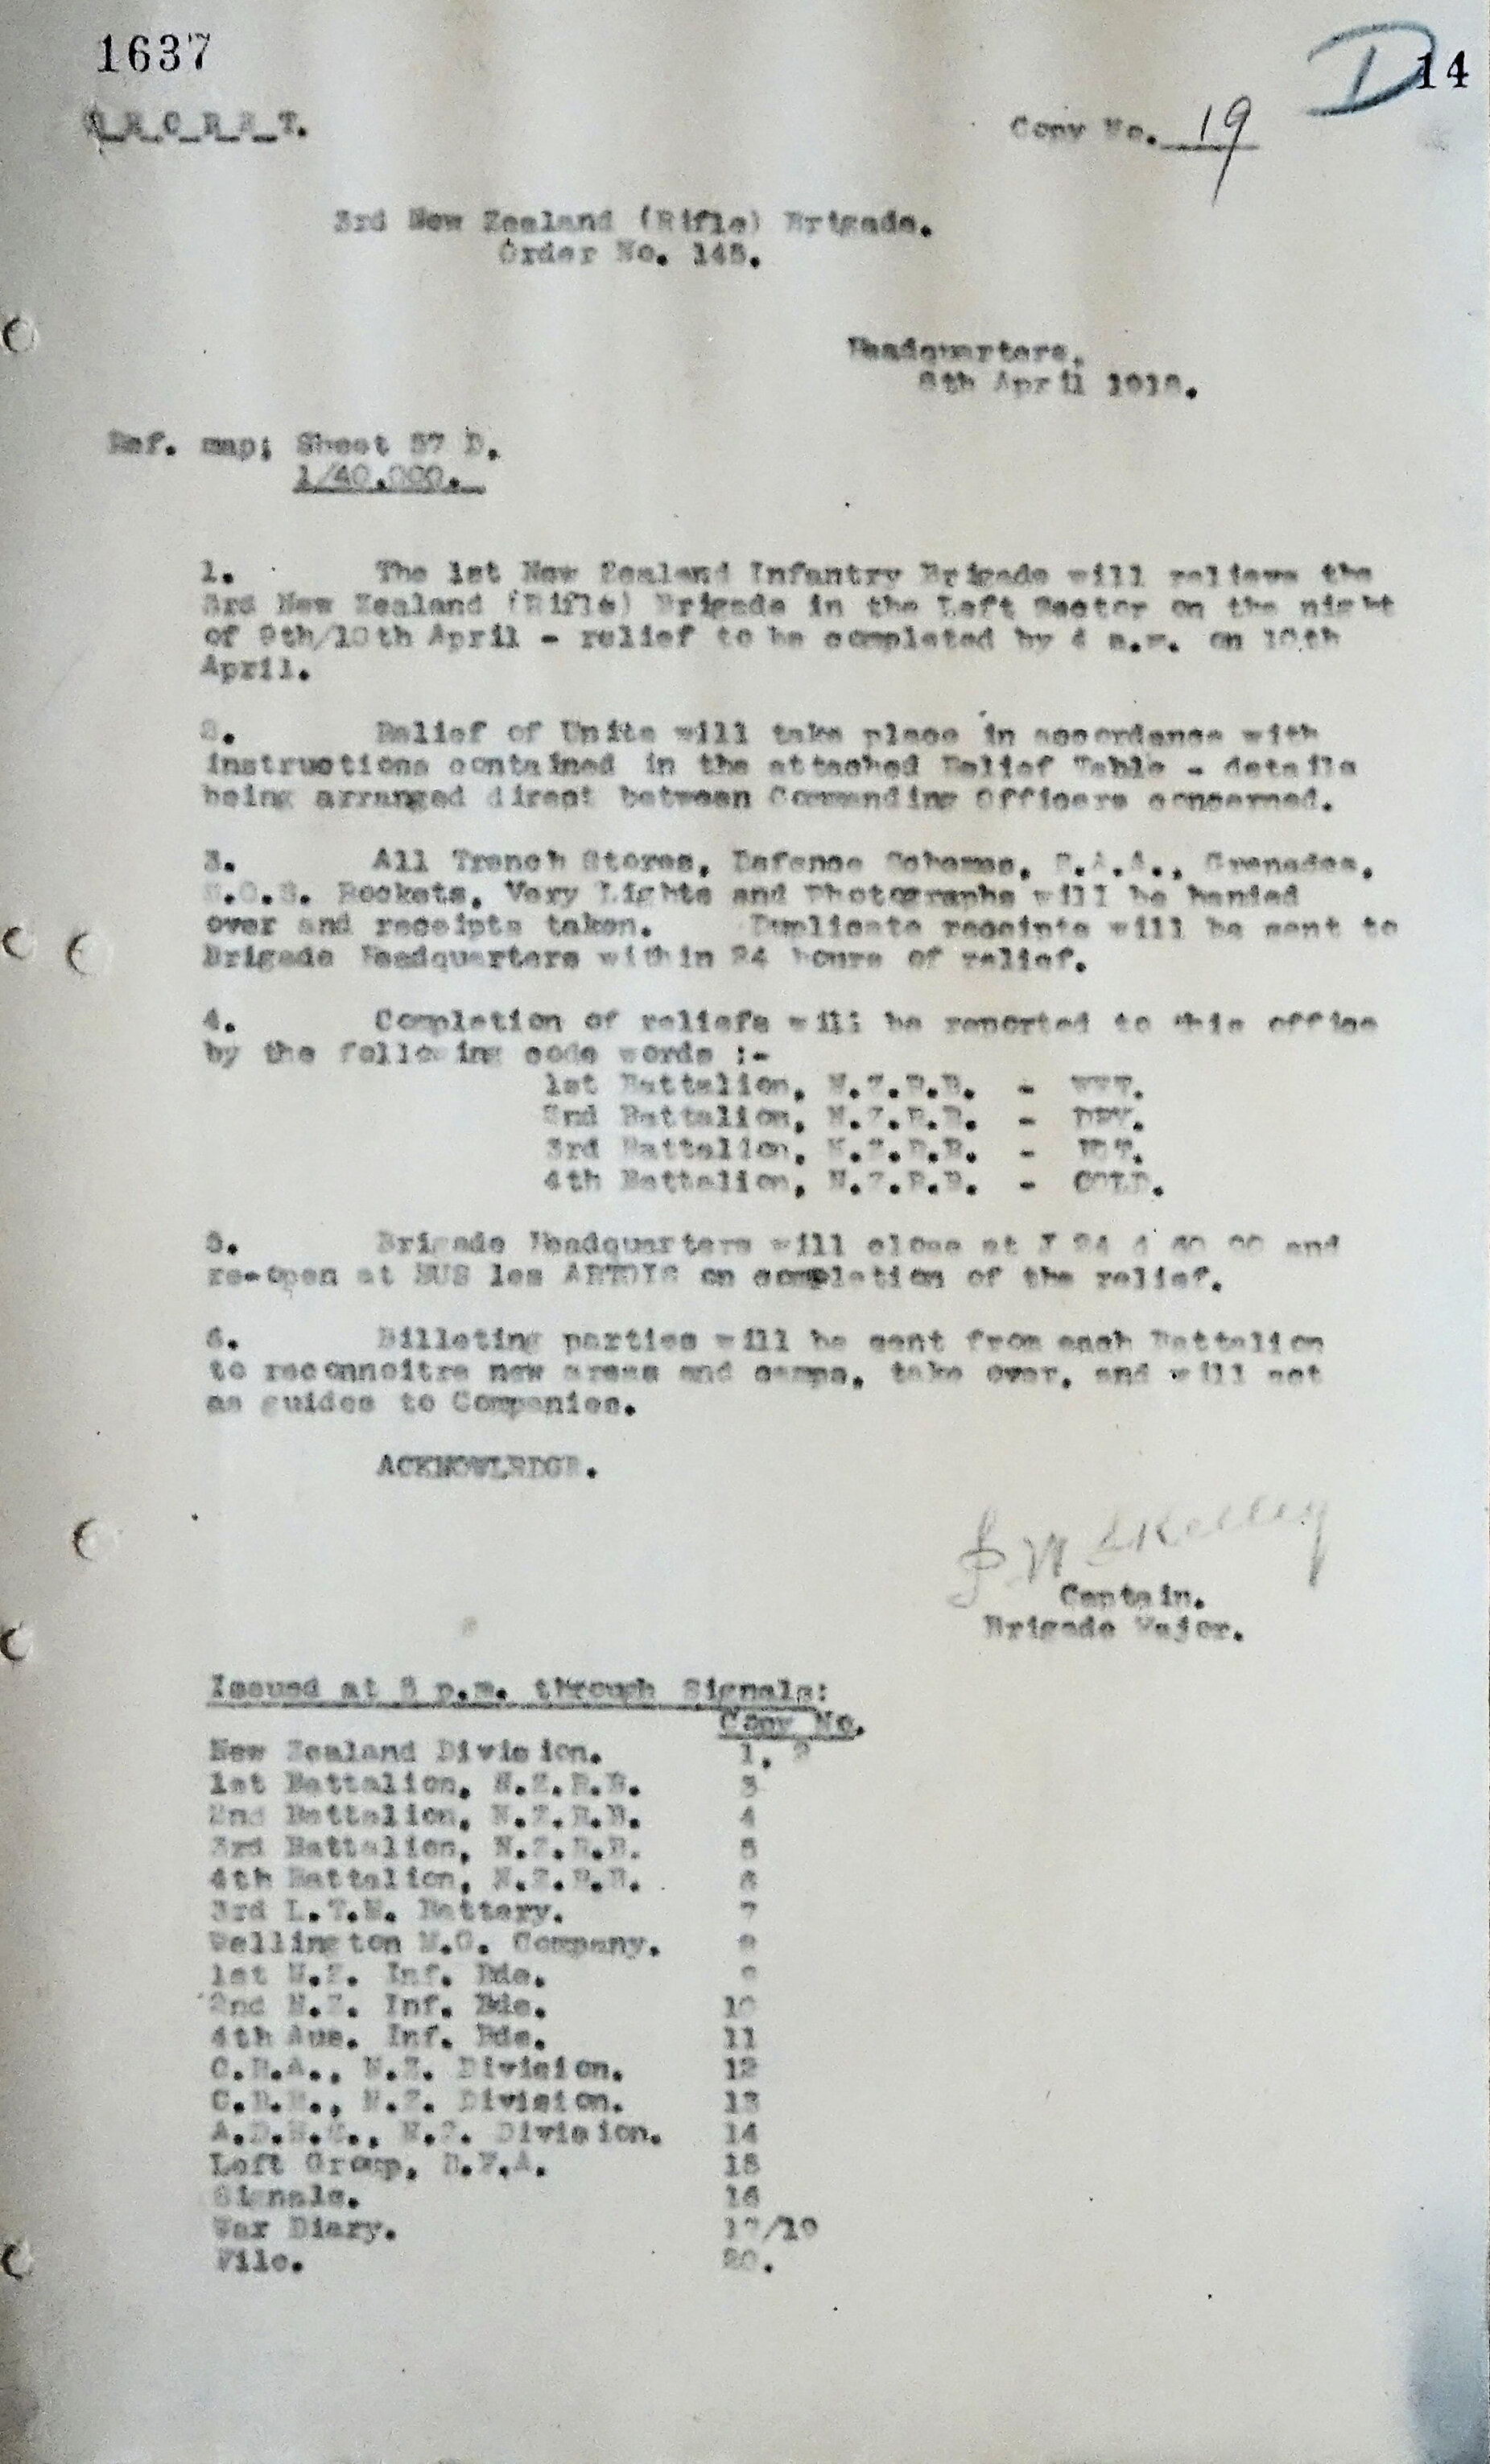 1637
D 14
S_E_C_R_E_T.
Copy No. 19
3rd New Zealand (Rifle) Brigade.
Order No. 145.
Headquarters,
8th April 1918.
Ref. map; Sheet 57 D.
1/40.000.
1. The 1st New Zealand Infantry Brigade will relieve the
3rd New Zealand (Rifle) Brigade in the Left Sector on the night
of 9th/10th April - relief to be completed by 4 a.m. on 10th
April.
2. Relief of Units will take place in accordance with
instructions contained in the attached Relief Table - details
being arranged direct between Commanding Officers concerned.
3. All Trench Stores, Defence Schemes, S.A.A., Grenades,
S.O.S. Rockets, Very Lights and Photographs will be handed
over and receipts taken. Duplicate receipts will be sent to
Brigade Headquarters within 24 hours of relief.
4. Completion of reliefs will be reported to this office
by the following code words :-
1st Battalion, N.Z.R.B. - WET.
2nd Battalion, N.Z.R.B. - DRY.
3rd Battalion, N.Z.R.B. - HOT.
4th Battalion, N.Z.R.B. - COLD.
5. Brigade Headquarters will close at J 24 d and
re-open at BUS les ARTOIS on completion of the relief.
6. Billeting parties will be sent from each Battalion
to reconnoitre new areas and camps, take over, and will act
as guides to Companies.
ACKNOWLEDGE.
Kelley
Captain.
Brigade Major.
Issued at p.m. through Signals:
Copy No.
New Zealand Division. 1. 2
1st Battalion, N.Z.R.B. 3
2nd Battalion, N.Z.R.B. 4
3rd Battalion, N.Z.R.B. 5
4th Battalion, N.Z.R.B. 6
3rd L.T.M. Battery. 7
Wellington M.G. Company. 8
1st N.Z. Inf. Bde. 9
2nd N.Z. Inf. Bde. 10
4th Aus. Inf. Bde. 11
C.R.A., N.Z. Division. 12
C.R.E., N.Z. Division. 13
A.D.M.S., N.Z. Division. 14
Left Group, 15
Signals. 16
War Diary. 17/19
File. 20.